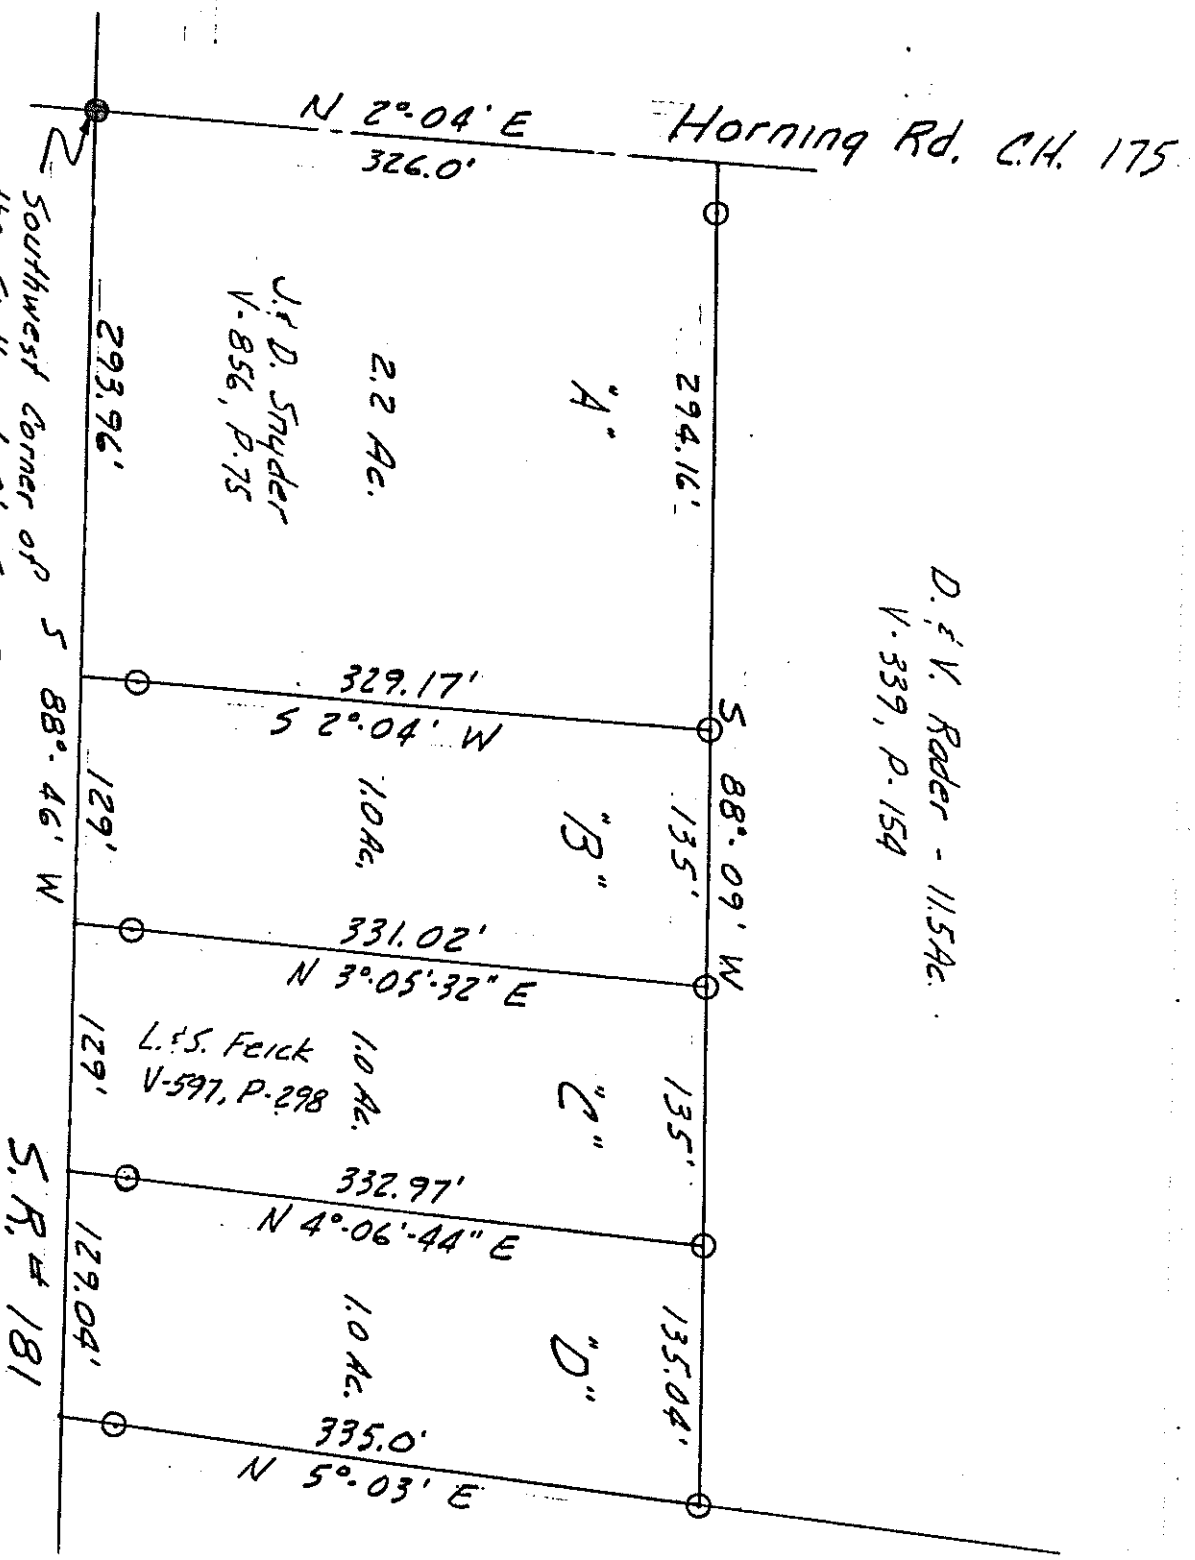 Horning Rd. C.H. 175
N 2°-04' E
326.0'
D. & V. Rader - 11.5Ac.
V-339, P-154
294.16'
"A"
2.2 Ac.
J. & D. Snyder
V-856, P-75
293.96'
Southwest Corner of
S 88°-09' W
329.17'
S 2°-04' W
135'
"B"
1.0Ac.
129'
S 88°-46' W
331.02'
N 3°-05'-32" E
135'
"C"
1.0 Ac.
L. & S. Feick
V-597, P-298
129'
332.97'
N 4°-06'-44" E
135.04'
"D"
1.0 Ac.
129.04'
S.R. # 181
335.0'
N 5°-03' E